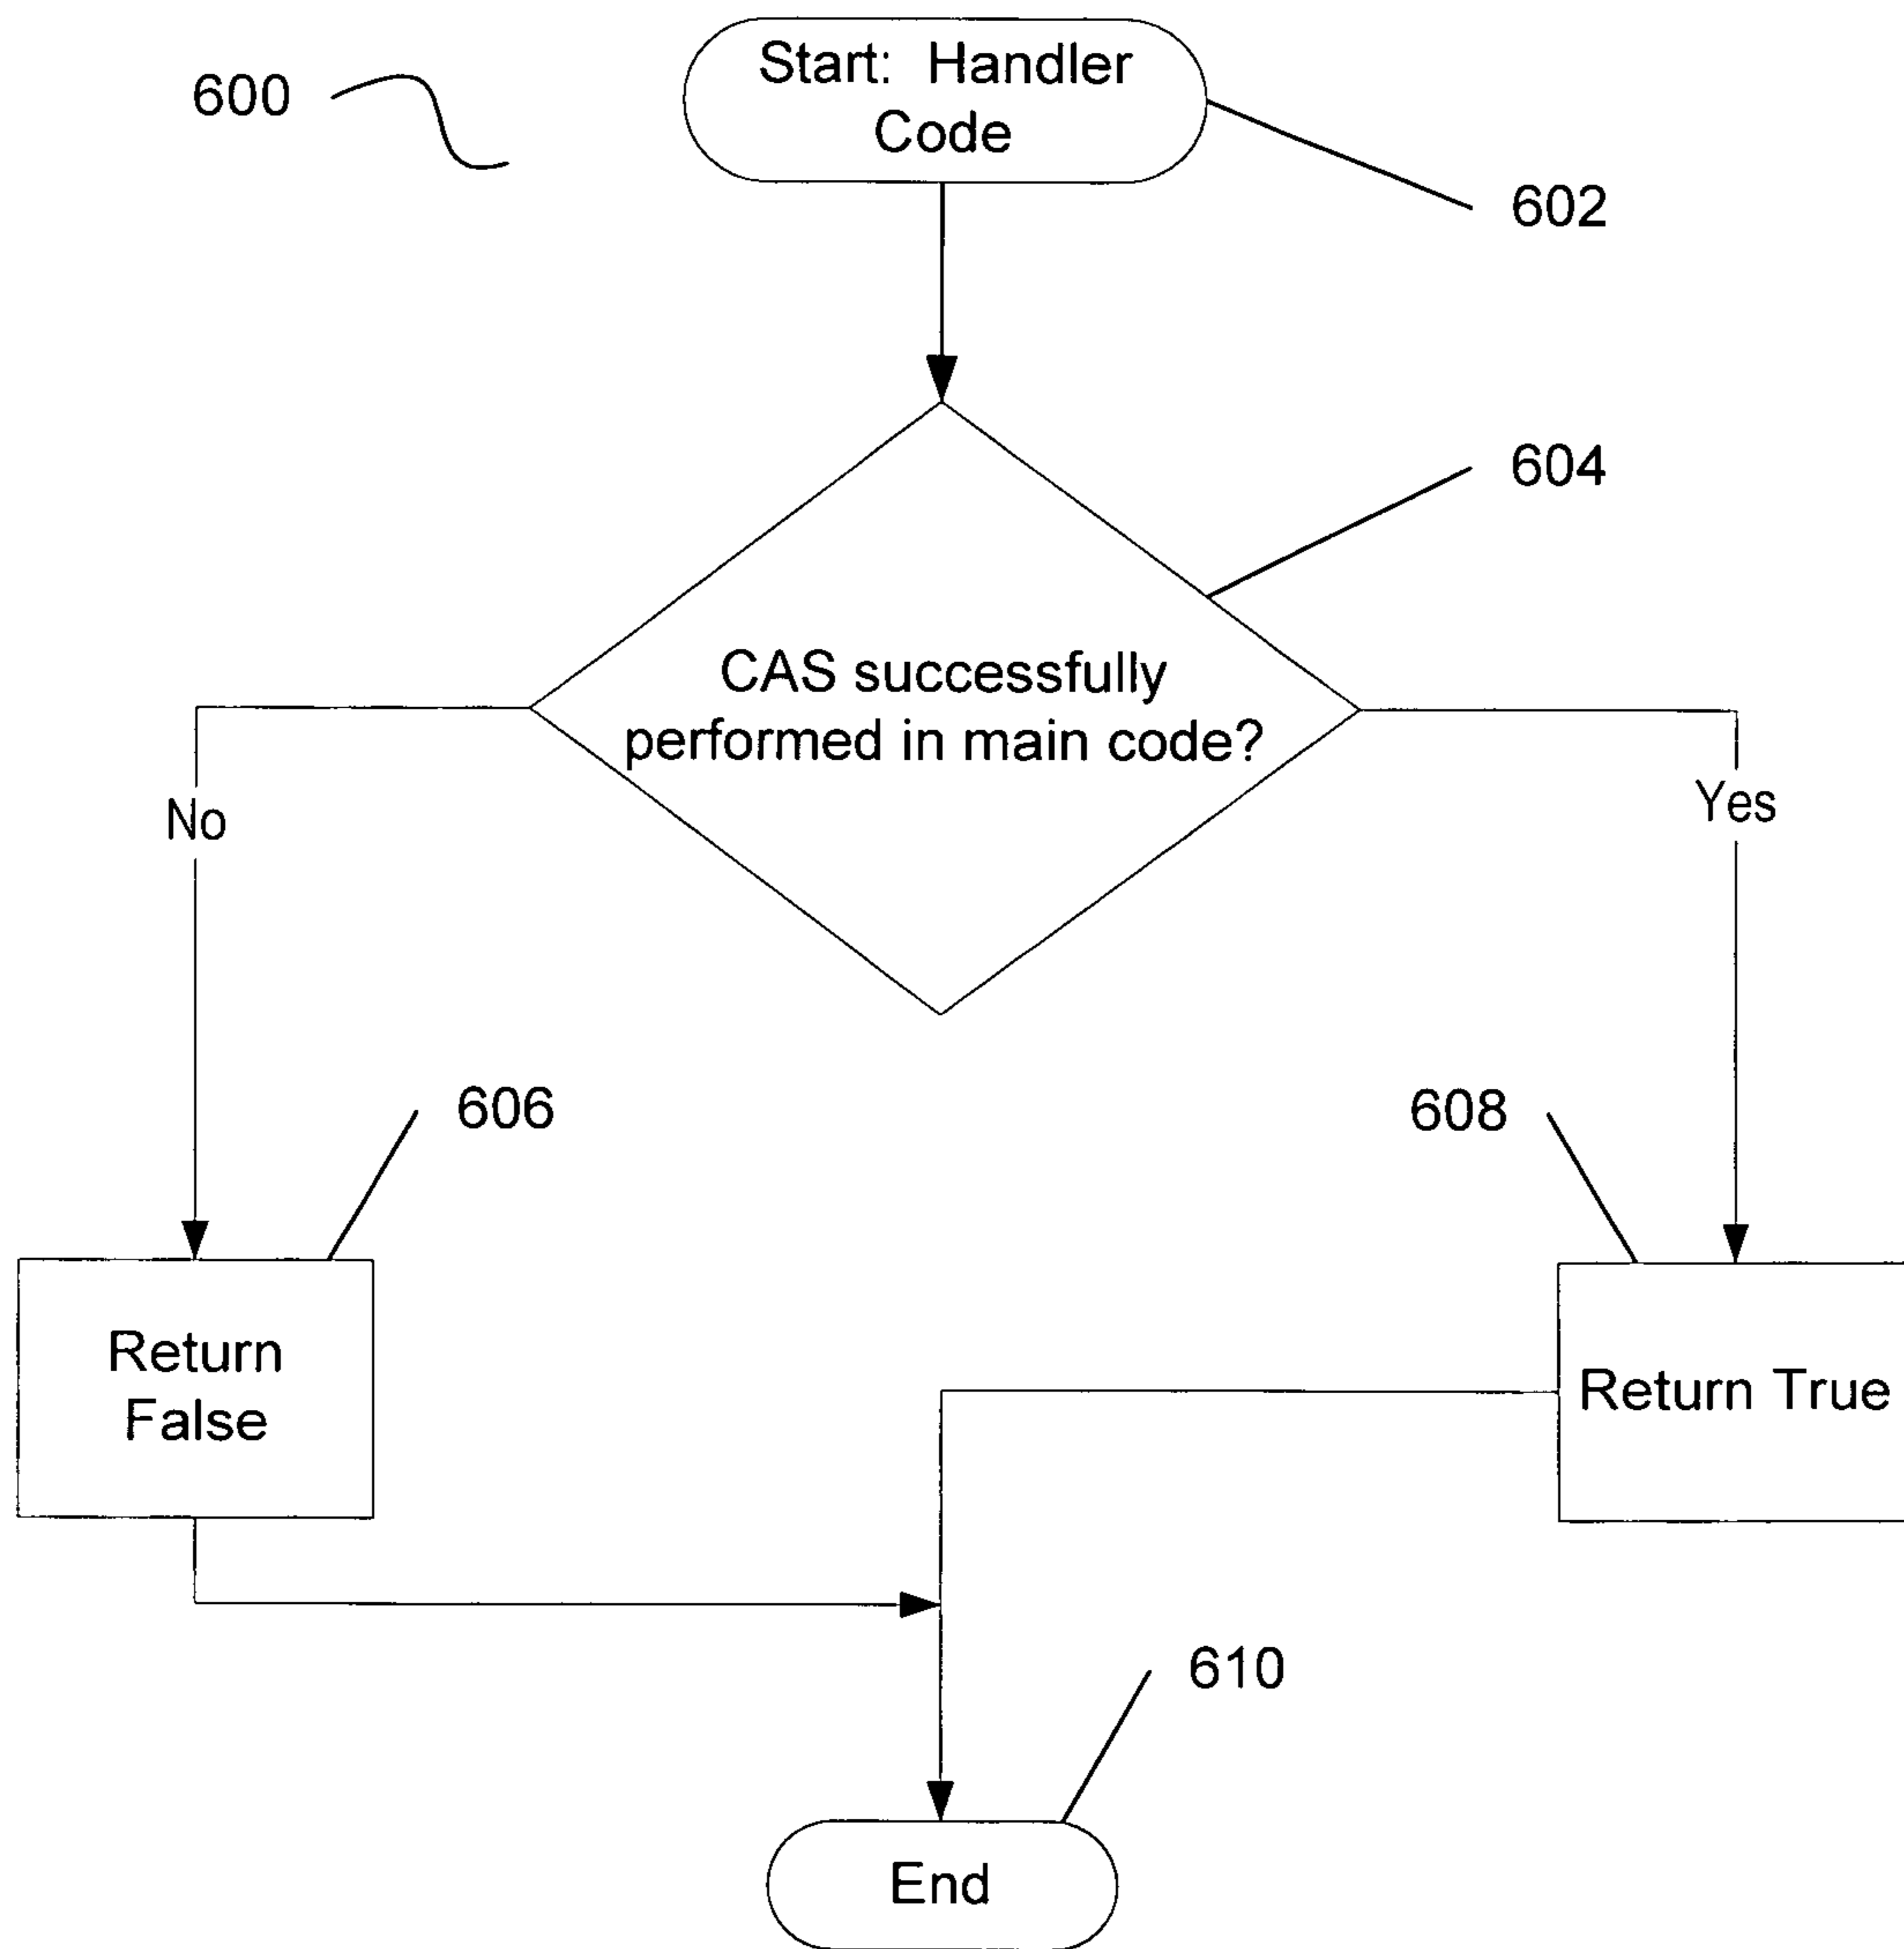 Start: Handler
Code
600
602
604
CAS successfully
performed in main code?
No
Yes
606
608
Return
False
Return True
610
End